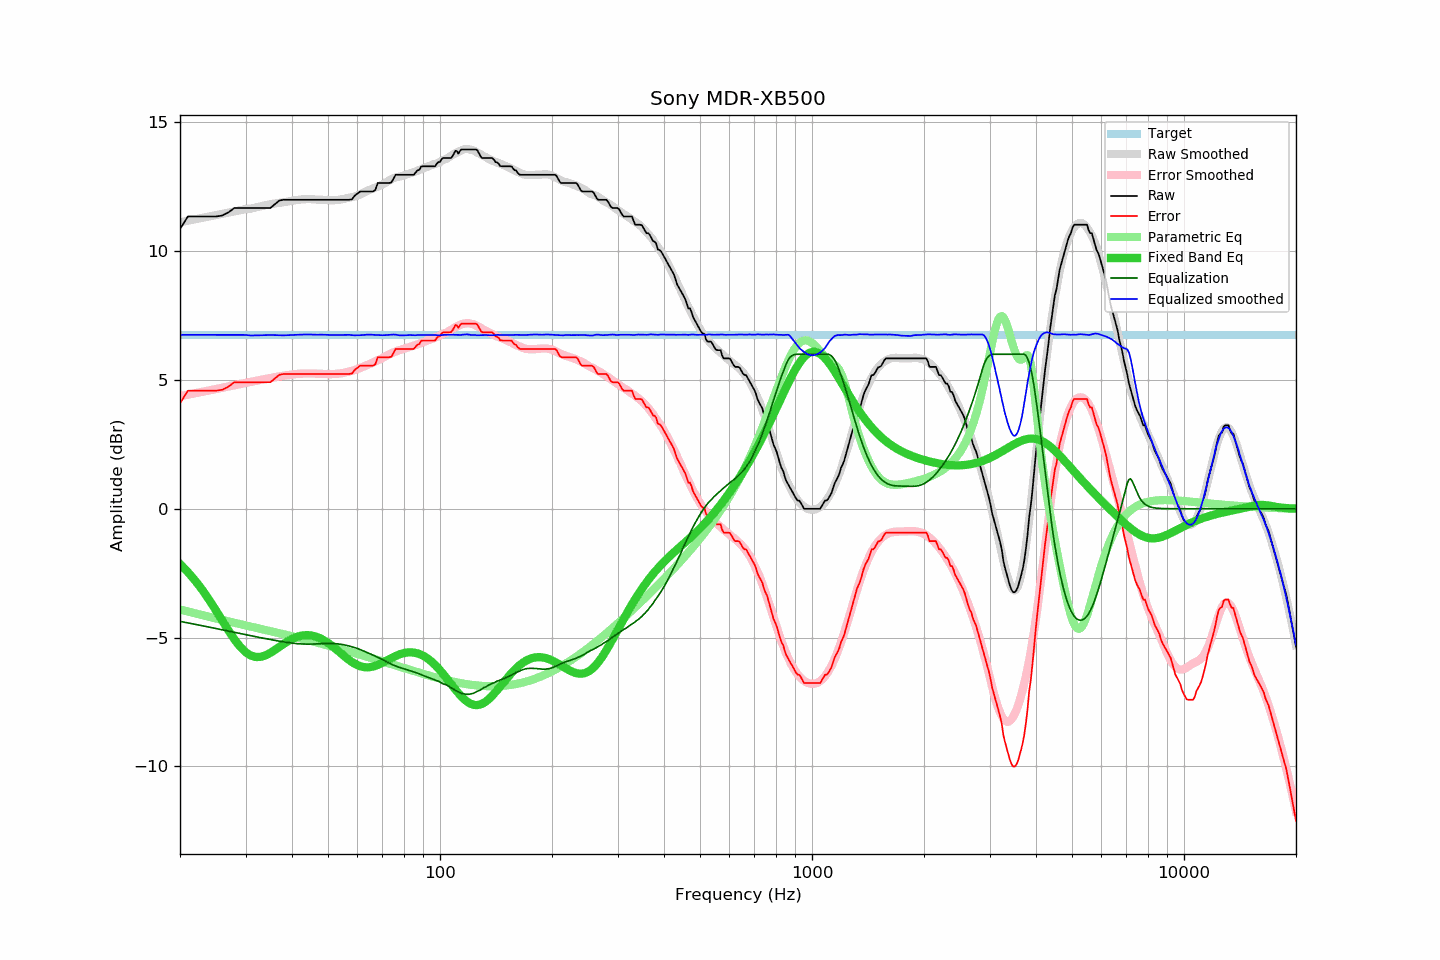 Sony MDR-XB500
15
10
5
0
−5
−10
Amplitude (dBr)
Target
Raw Smoothed
Error Smoothed
Raw
Error
Parametric Eq
Fixed Band Eq
Equalization
Equalized smoothed
100
1000
10000
Frequency (Hz)